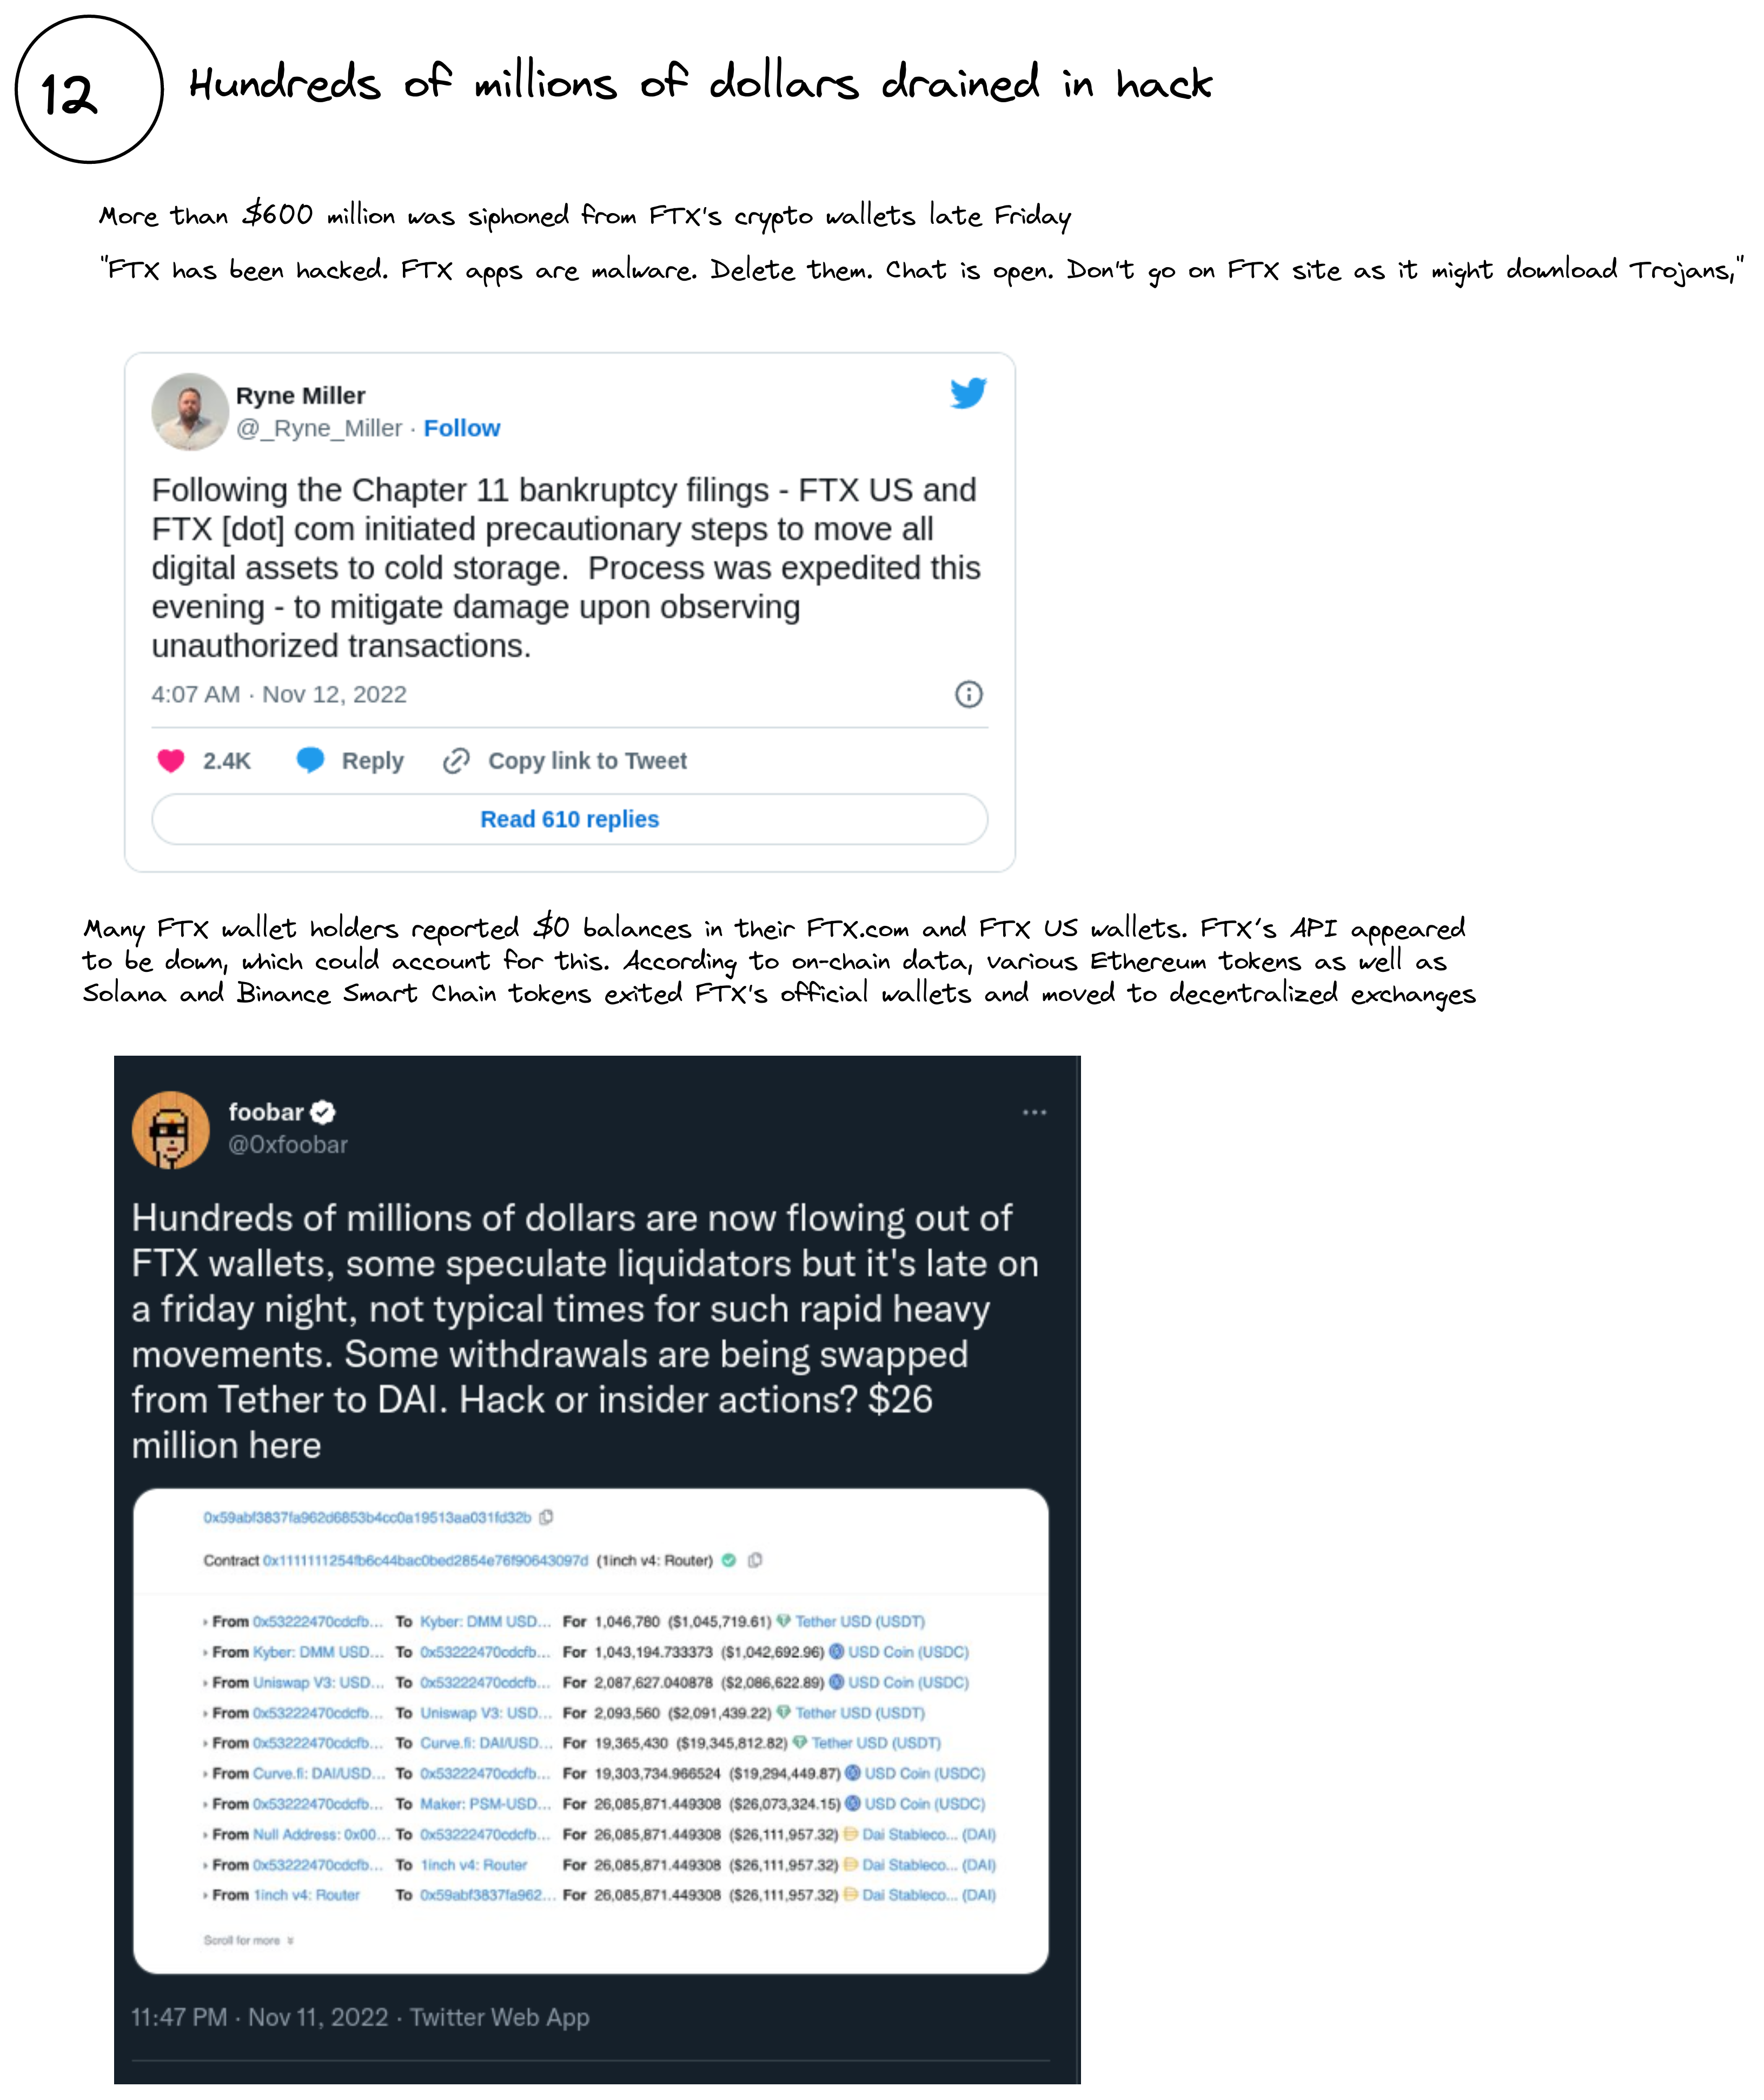 12
Hundreds of millions of dollars drained in hack
More than $600 million was siphoned from FTX's crypto wallets late Friday
"FTX has been hacked. FTX apps are malware. Delete them. Chat is open. Don't go on FTX site as it might download Trojans,"
Ryne Miller
@_Ryne_Miller · Follow
Following the Chapter 11 bankruptcy filings - FTX US and
FTX [dot] com initiated precautionary steps to move all
digital assets to cold storage.  Process was expedited this
evening - to mitigate damage upon observing
unauthorized transactions.
4:07 AM · Nov 12, 2022
2.4K Reply Copy link to Tweet
Read 610 replies
Many FTX wallet holders reported $0 balances in their FTX.com and FTX US wallets. FTX's API appeared
to be down, which could account for this. According to on-chain data, various Ethereum tokens as well as
Solana and Binance Smart Chain tokens exited FTX's official wallets and moved to decentralized exchanges
foobar
@0xfoobar
Hundreds of millions of dollars are now flowing out of
FTX wallets, some speculate liquidators but it's late on
a friday night, not typical times for such rapid heavy
movements. Some withdrawals are being swapped
from Tether to DAI. Hack or insider actions? $26
million here
0x59abf3837fa962d6853b4cc0a19513aa031fd32b
Contract 0x1111111254fb6c44bac0bed2854e76f90643097d (1inch v4: Router)
From 0x53222470cdcfb... To Kyber: DMM USD... For 1,046,780 ($1,045,719.61) Tether USD (USDT)
From Kyber: DMM USD... To 0x53222470cdcfb... For 1,043,194.733373 ($1,042,692.96) USD Coin (USDC)
From Uniswap V3: USD... To 0x53222470cdcfb... For 2,087,627.040878 ($2,086,622.89) USD Coin (USDC)
From 0x53222470cdcfb... To Uniswap V3: USD... For 2,093,560 ($2,091,439.22) Tether USD (USDT)
From 0x53222470cdcfb... To Curve.fi: DAI/USD... For 19,365,430 ($19,345,812.82) Tether USD (USDT)
From Curve.fi: DAI/USD... To 0x53222470cdcfb... For 19,303,734.966524 ($19,294,449.87) USD Coin (USDC)
From 0x53222470cdcfb... To Maker: PSM-USD... For 26,085,871.449308 ($26,073,324.15) USD Coin (USDC)
From Null Address: 0x00... To 0x53222470cdcfb... For 26,085,871.449308 ($26,111,957.32) Dai Stableco... (DAI)
From 0x53222470cdcfb... To 1inch v4: Router For 26,085,871.449308 ($26,111,957.32) Dai Stableco... (DAI)
From 1inch v4: Router To 0x59abf3837fa962... For 26,085,871.449308 ($26,111,957.32) Dai Stableco... (DAI)
Scroll for more
11:47 PM · Nov 11, 2022 · Twitter Web App